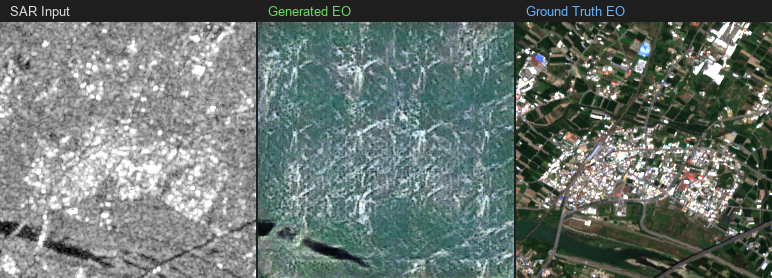 SAR Input
Generated EO
Ground Truth EO